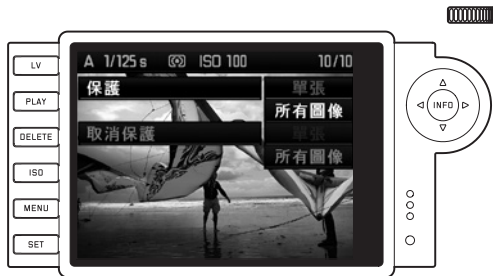 LV
PLAY
DELETE
ISO
MENU
SET
A 1/125 s ISO 100 10/10
保護 單張
所有圖像
取消保護 單張
所有圖像
INFO